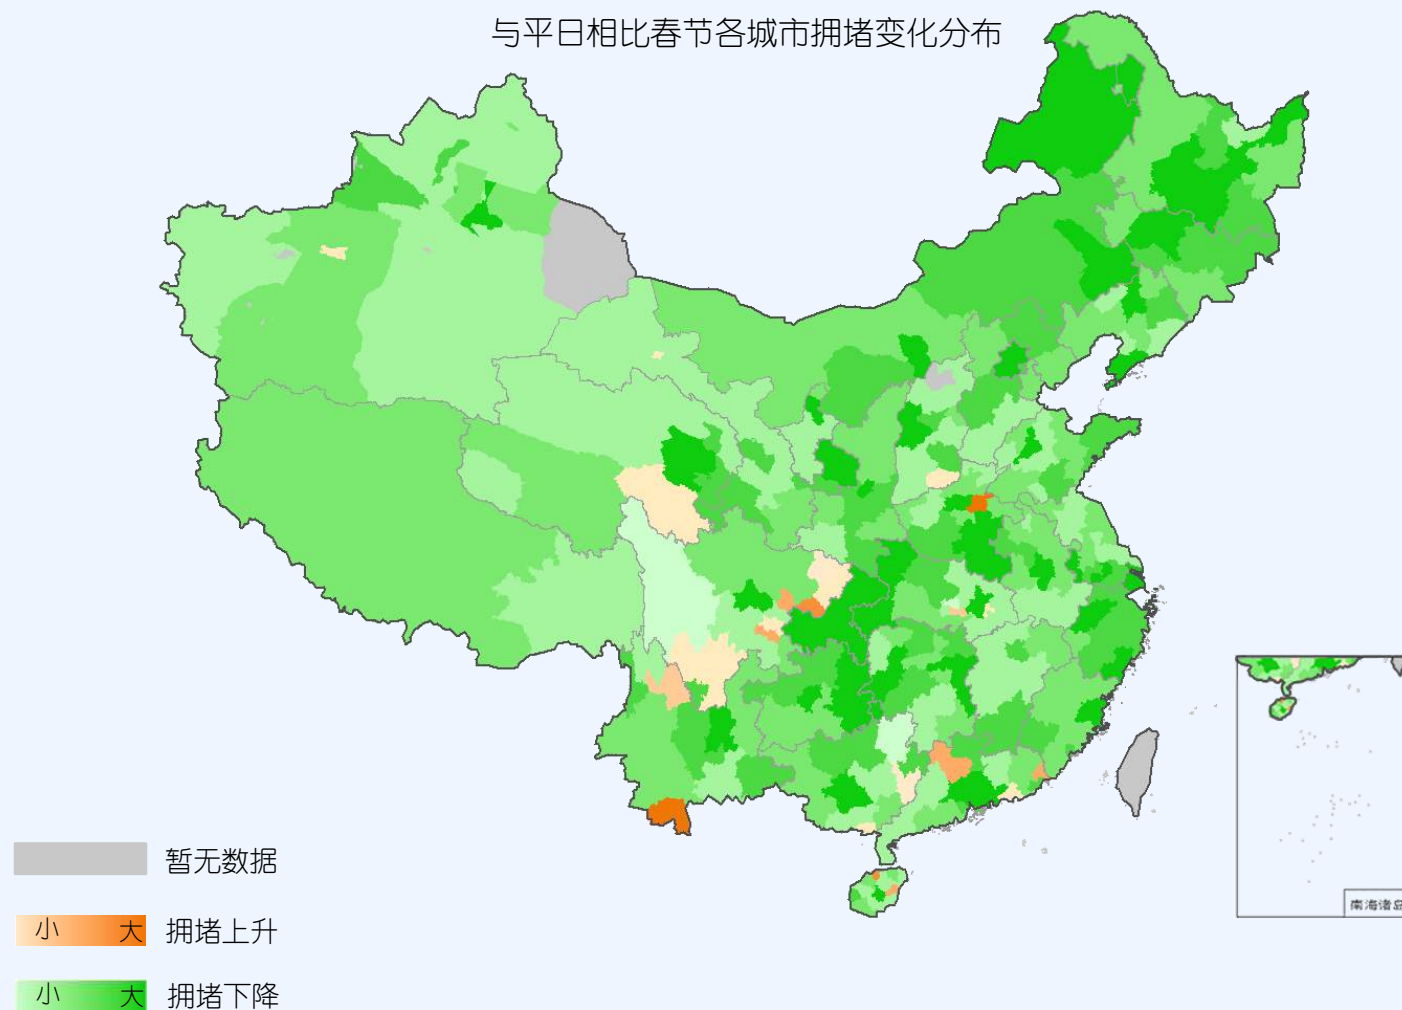 与平日相比春节各城市拥堵变化分布
暂无数据
小 大 拥堵上升
小 大 拥堵下降
南海诸岛